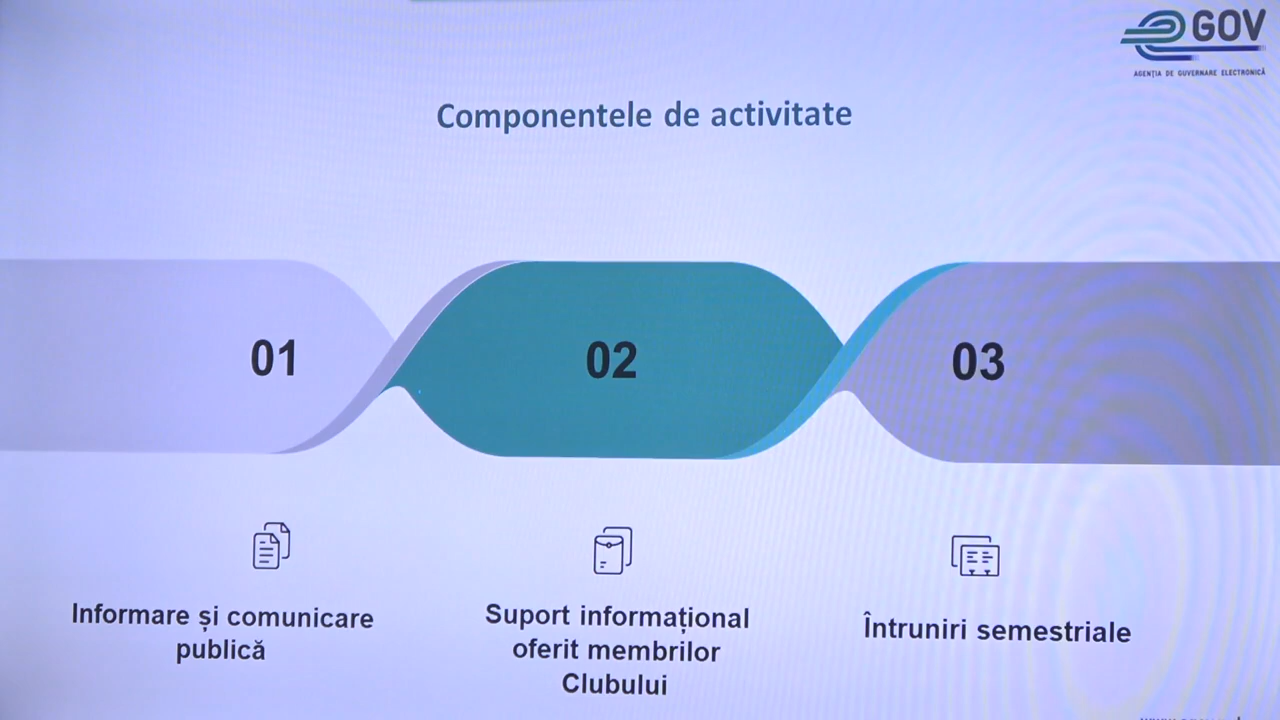 GOV
AGENȚIA DE GUVERNARE ELECTRONICĂ
Componentele de activitate
01
02
03
Informare și comunicare
publică
Suport informațional
oferit membrilor
Clubului
Întruniri semestriale